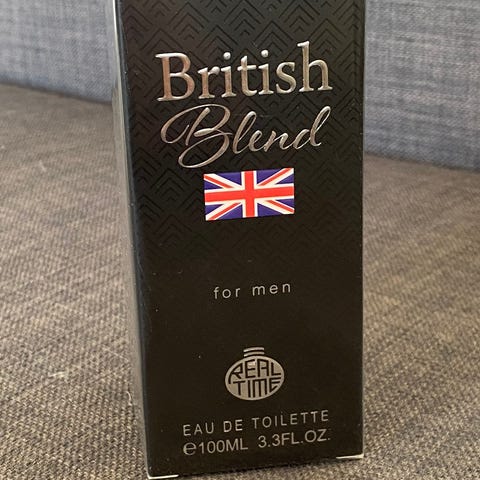 British
Blend
for men
REAL
TIME
EAU DE TOILETTE
℮100ML 3.3FL.OZ.